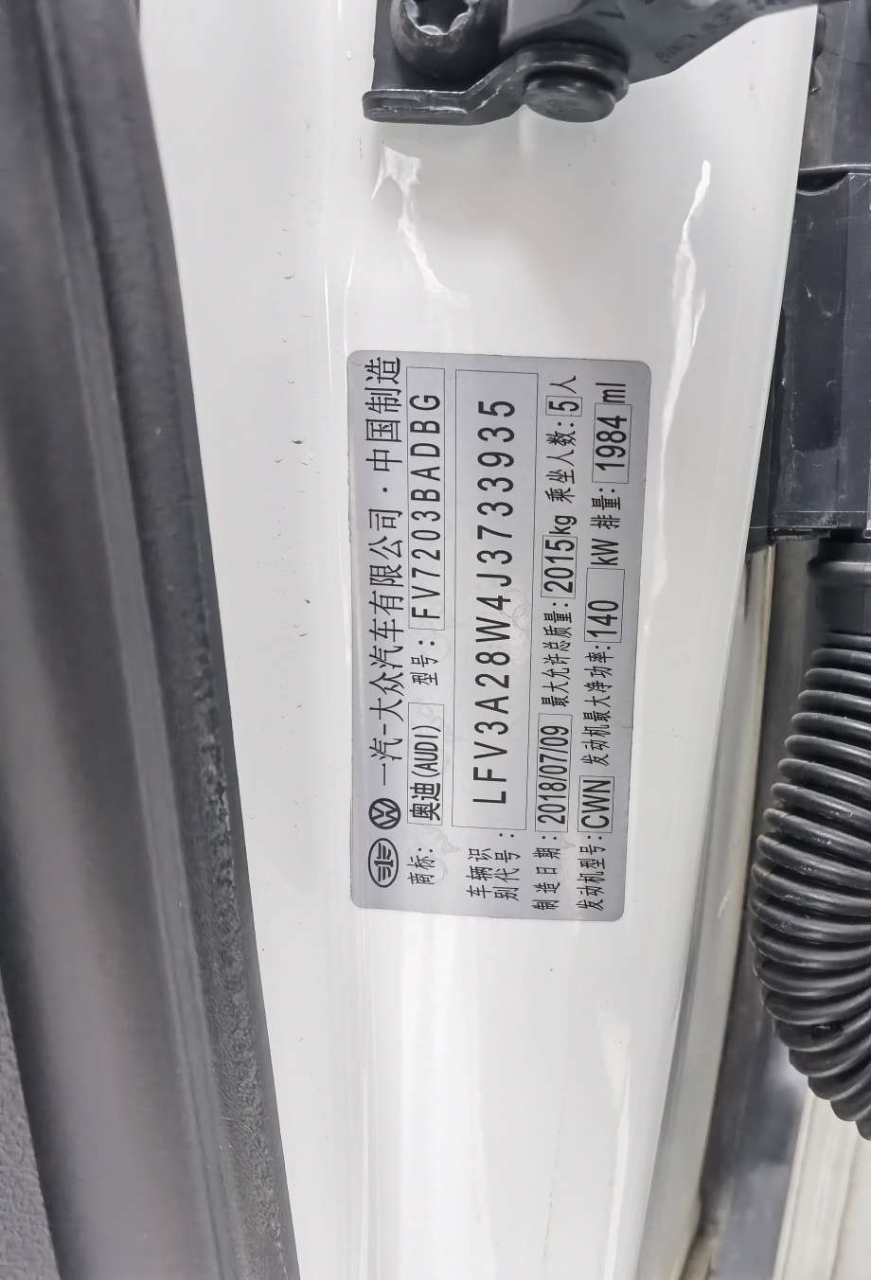 一汽-大众汽车有限公司·中国制造
商标: 奥迪(AUDI) 型号: FV7203BADBG
车辆识别代号: LFV3A28W4J3733935
制造日期: 2018/07/09 最大允许总质量: 2015kg 乘坐人数: 5人
发动机型号: CWN 发动机最大净功率: 140 kW 排量: 1984 ml